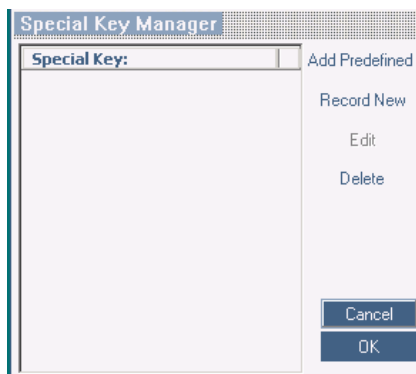 Special Key Manager
Special Key:
Add Predefined
Record New
Edit
Delete
Cancel
OK